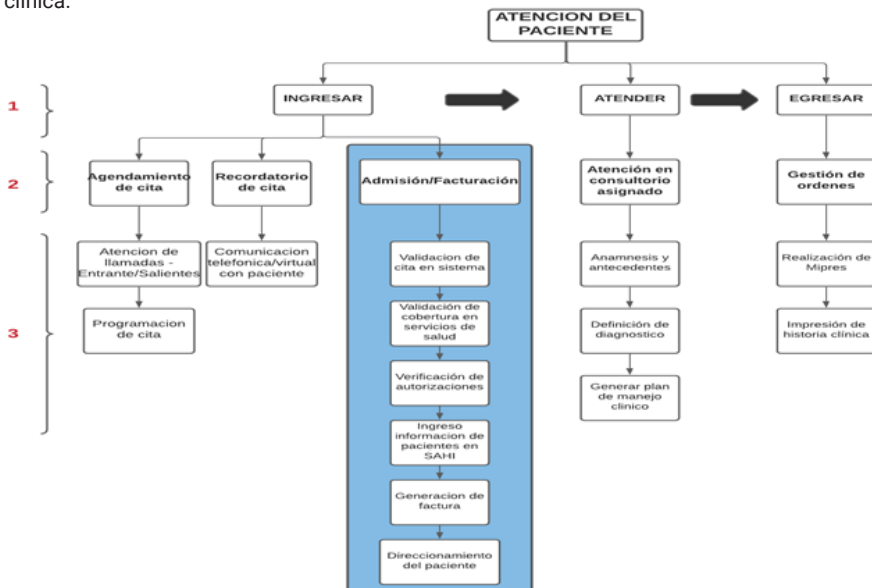 clínica.
ATENCION DEL
PACIENTE
1
INGRESAR
ATENDER
EGRESAR
2
Agendamiento
de cita
Recordatorio
de cita
Admisión/Facturación
Atención en
consultorio
asignado
Gestión de
ordenes
3
Atencion de
llamadas -
Entrante/Salientes
Programacion
de cita
Comunicacion
telefonica/virtual
con paciente
Validacion de
cita en sistema
Validación de
cobertura en
servicios de
salud
Verificación de
autorizaciones
Ingreso
informacion de
pacientes en
SAHI
Generacion de
factura
Direccionamiento
del paciente
Anamnesis y
antecedentes
Definición de
diagnostico
Generar plan
de manejo
clinico
Realización de
Mipres
Impresión de
historia clínica